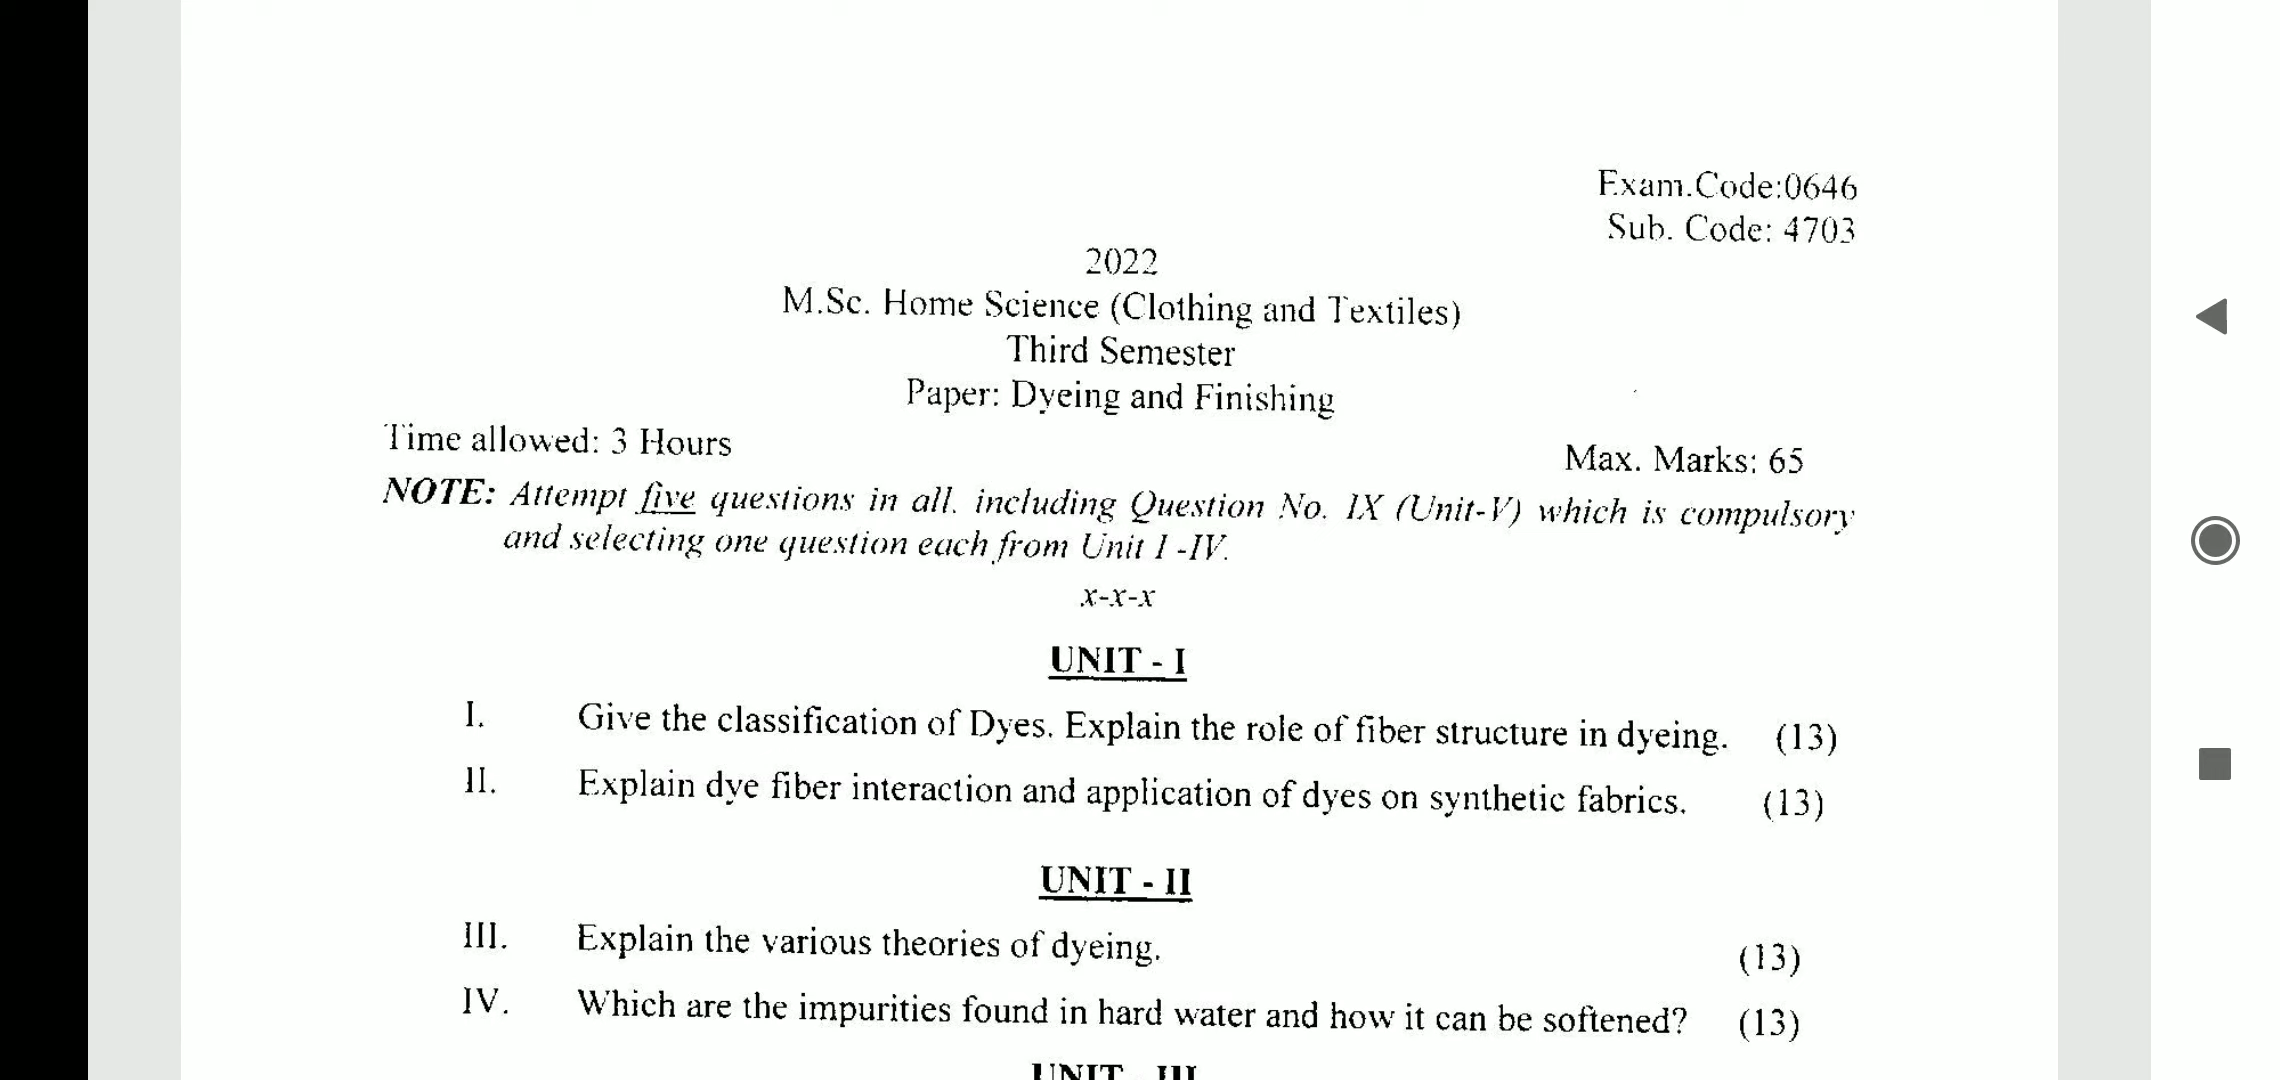 Exam.Code:0646
Sub. Code: 4703
2022
M.Sc. Home Science (Clothing and Textiles)
Third Semester
Paper: Dyeing and Finishing
Time allowed: 3 Hours
Max. Marks: 65
NOTE: Attempt five questions in all, including Question No. IX (Unit-V) which is compulsory
and selecting one question each from Unit I -IV.
x-x-x
UNIT - I
I. Give the classification of Dyes. Explain the role of fiber structure in dyeing. (13)
II. Explain dye fiber interaction and application of dyes on synthetic fabrics. (13)
UNIT - II
III. Explain the various theories of dyeing. (13)
IV. Which are the impurities found in hard water and how it can be softened? (13)
UNIT - III